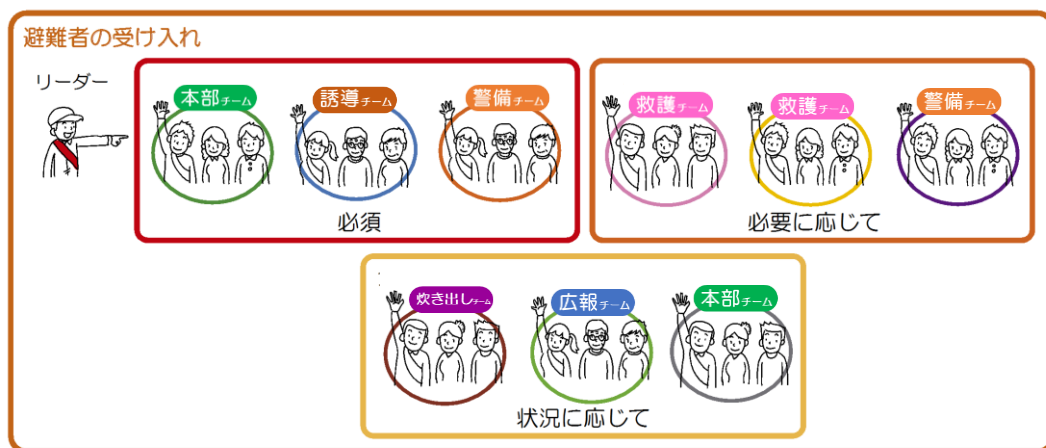 避難者の受け入れ
リーダー
本部チーム
誘導チーム
警備チーム
必須
救護チーム
救護チーム
警備チーム
必要に応じて
炊き出しチーム
広報チーム
本部チーム
状況に応じて